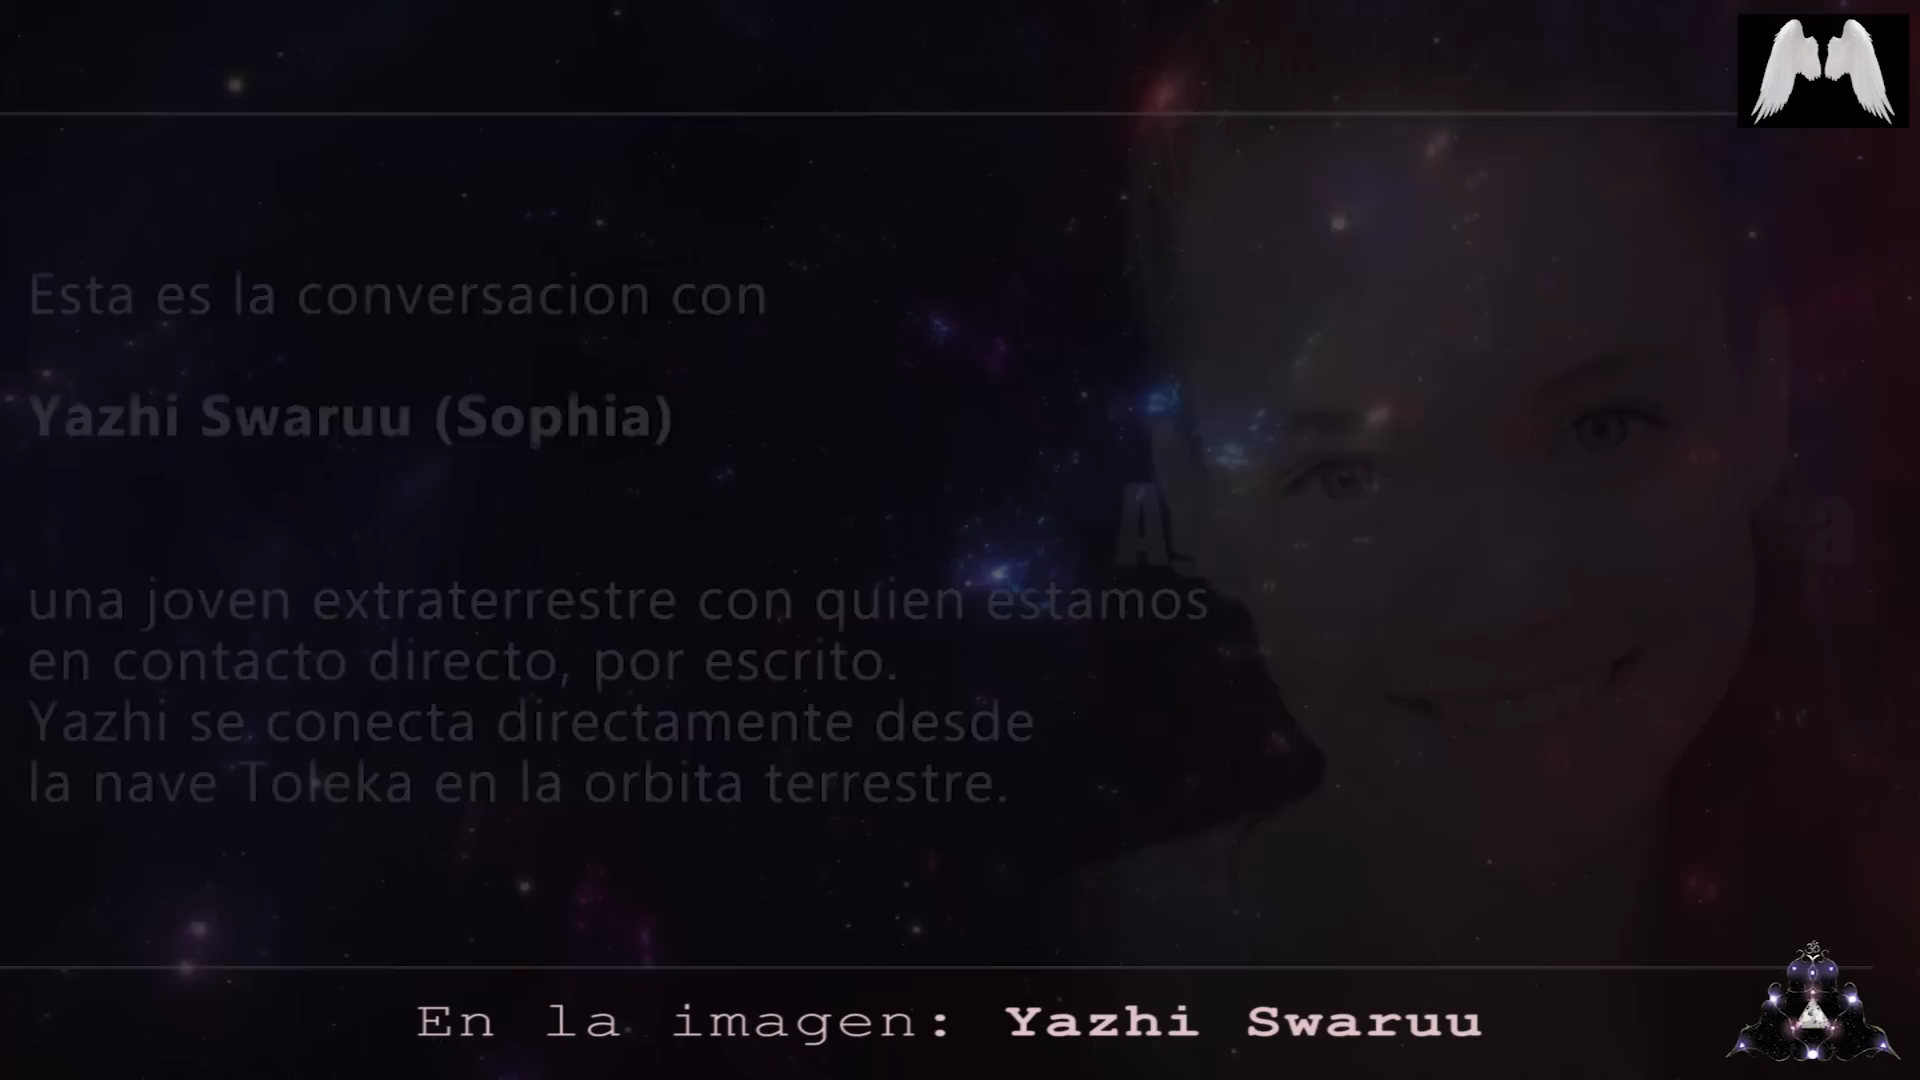 Esta es la conversacion con
Yazhi Swaruu (Sophia)
una joven extraterrestre con quien estamos
en contacto directo, por escrito.
Yazhi se conecta directamente desde
la nave Toleka en la orbita terrestre.
En la imagen: Yazhi Swaruu